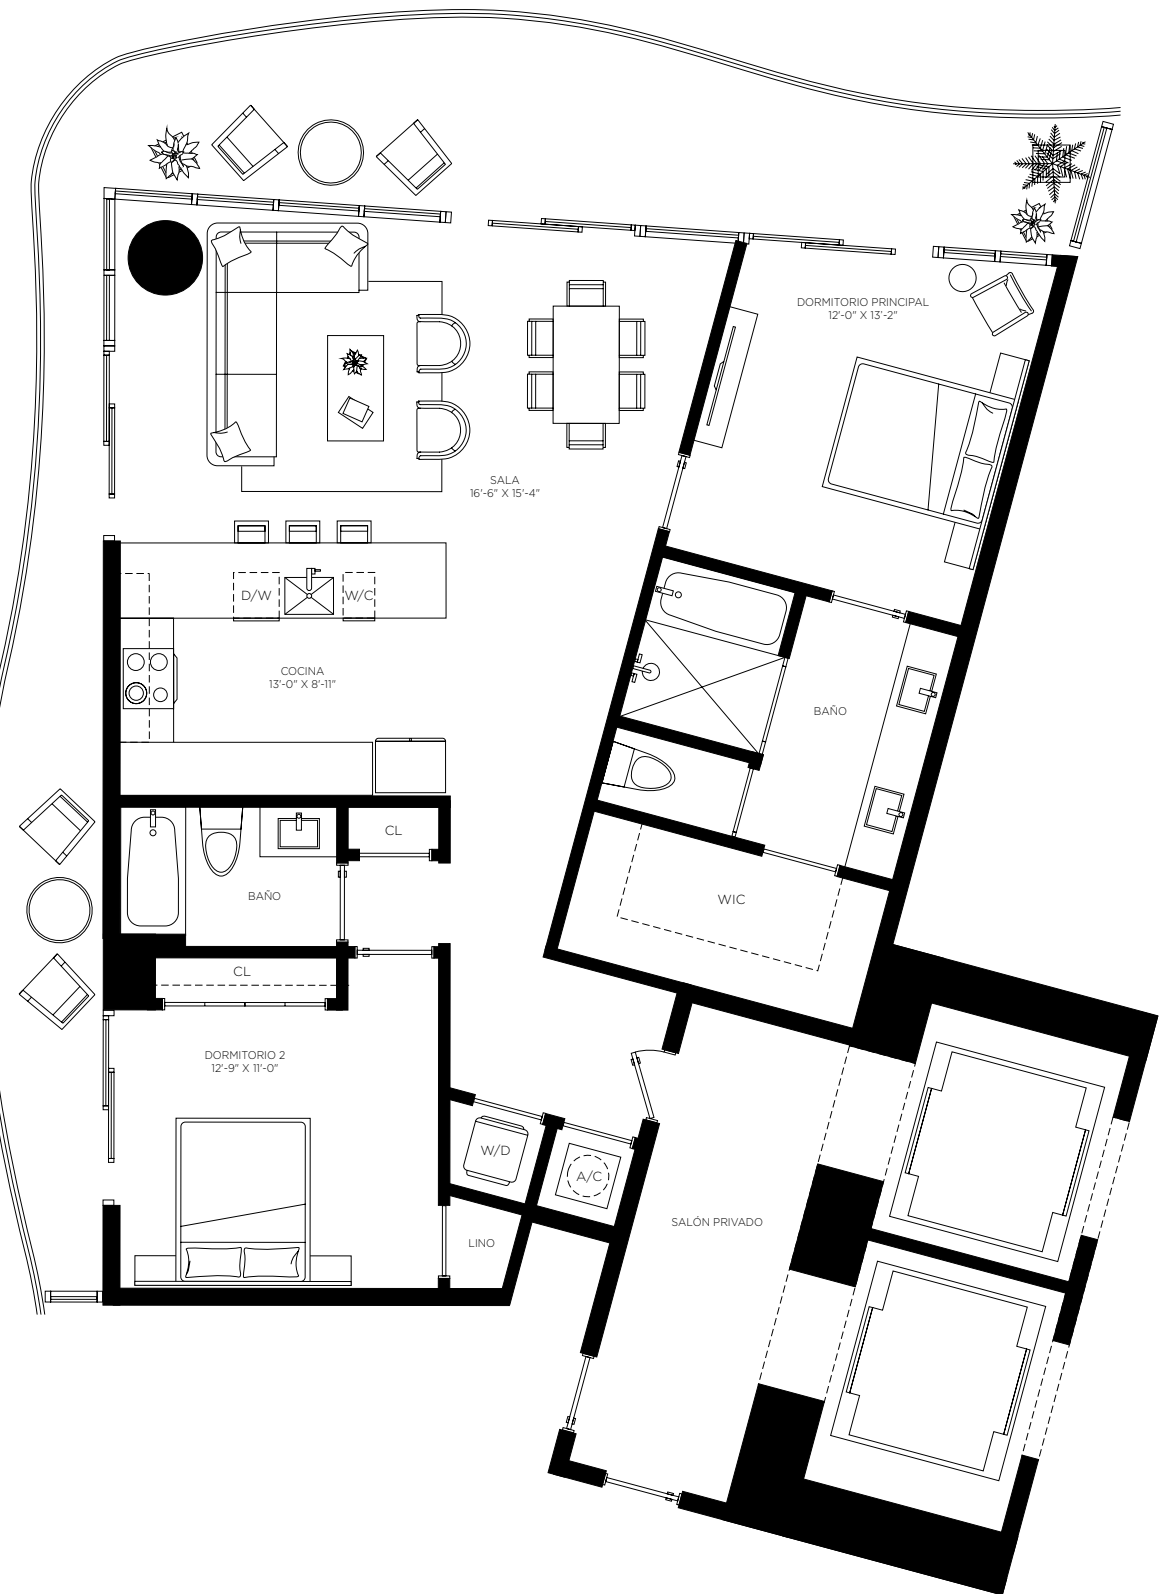 DORMITORIO PRINCIPAL
12'-0" X 13'-2"
SALA
16'-6" X 15'-4"
D/W
W/C
COCINA
13'-0" X 8'-11"
BAÑO
CL
BAÑO
WIC
CL
DORMITORIO 2
12'-9" X 11'-0"
W/D
A/C
SALÓN PRIVADO
LINO